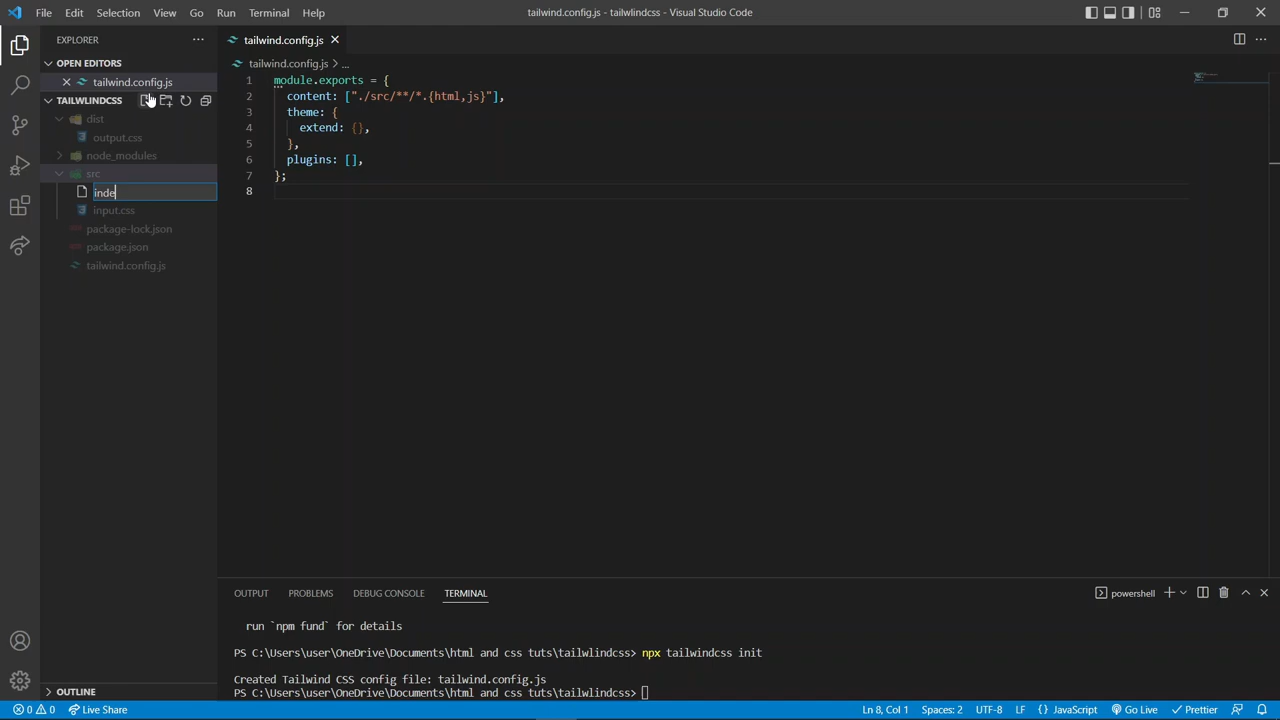 File Edit Selection View Go Run Terminal Help tailwind.config.js - tailwlindcss - Visual Studio Code
EXPLORER
OPEN EDITORS
tailwind.config.js
TAILWLINDCSS
dist
output.css
node_modules
src
inde
input.css
package-lock.json
package.json
tailwind.config.js
OUTLINE
tailwind.config.js
tailwind.config.js > ...
1 module.exports = {
2 content: ["./src/**/*.{html,js}"],
3 theme: {
4 extend: {},
5 },
6 plugins: [],
7 };
8
OUTPUT PROBLEMS DEBUG CONSOLE TERMINAL
powershell
run `npm fund` for details
PS C:\Users\user\OneDrive\Documents\html and css tuts\tailwlindcss> npx tailwindcss init
Created Tailwind CSS config file: tailwind.config.js
PS C:\Users\user\OneDrive\Documents\html and css tuts\tailwlindcss>
0 0 Live Share Ln 8, Col 1 Spaces: 2 UTF-8 LF {} JavaScript Go Live Prettier